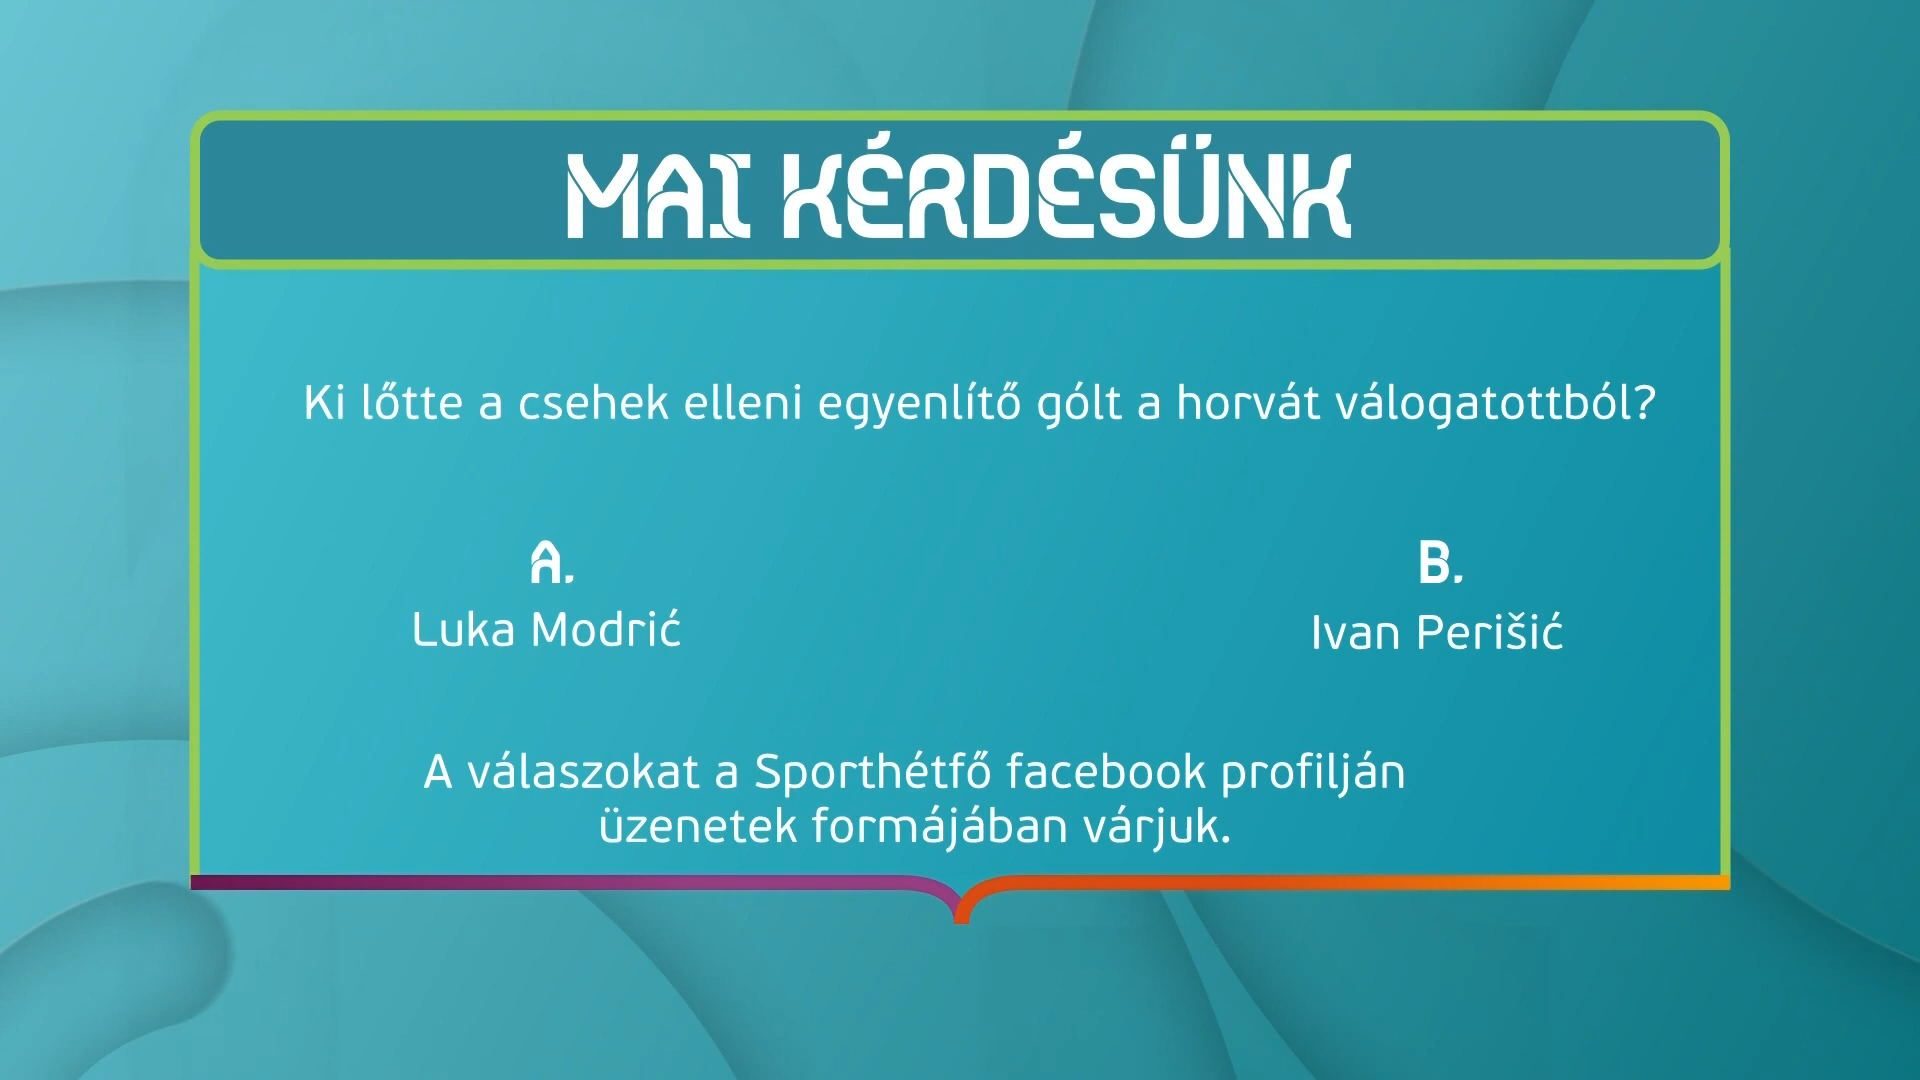 MAI KÉRDÉSÜNK
Ki lőtte a csehek elleni egyenlítő gólt a horvát válogatottból?
A.
Luka Modrić
B.
Ivan Perišić
A válaszokat a Sporthétfő facebook profilján
üzenetek formájában várjuk.